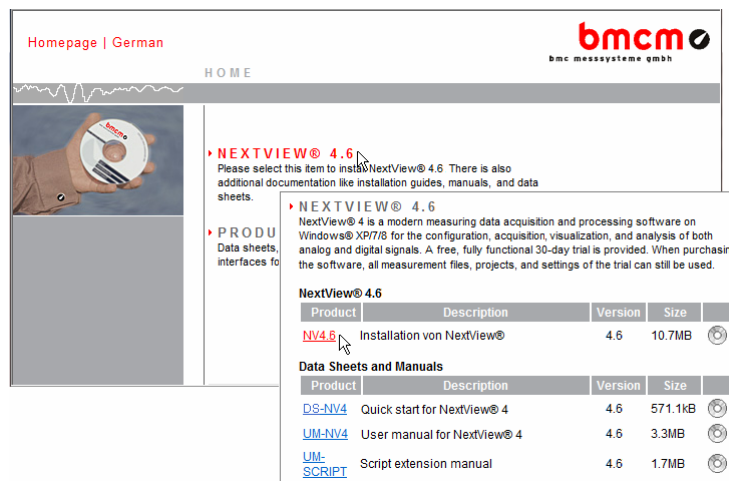 Homepage | German
bmcm
bmc messsysteme gmbh
HOME
bmcm
NEXTVIEW® 4.6
Please select this item to install NextView® 4.6 There is also
additional documentation like installation guides, manuals, and data
sheets.
PRODU
Data sheets,
interfaces fo
NEXTVIEW® 4.6
NextView® 4 is a modern measuring data acquisition and processing software on
Windows® XP/7/8 for the configuration, acquisition, visualization, and analysis of both
analog and digital signals. A free, fully functional 30-day trial is provided. When purchasin
the software, all measurement files, projects, and settings of the trial can still be used.
NextView® 4.6
Product Description Version Size
NV4.6 Installation von NextView® 4.6 10.7MB
Data Sheets and Manuals
Product Description Version Size
DS-NV4 Quick start for NextView® 4 4.6 571.1kB
UM-NV4 User manual for NextView® 4 4.6 3.3MB
UM-
SCRIPT Script extension manual 4.6 1.7MB